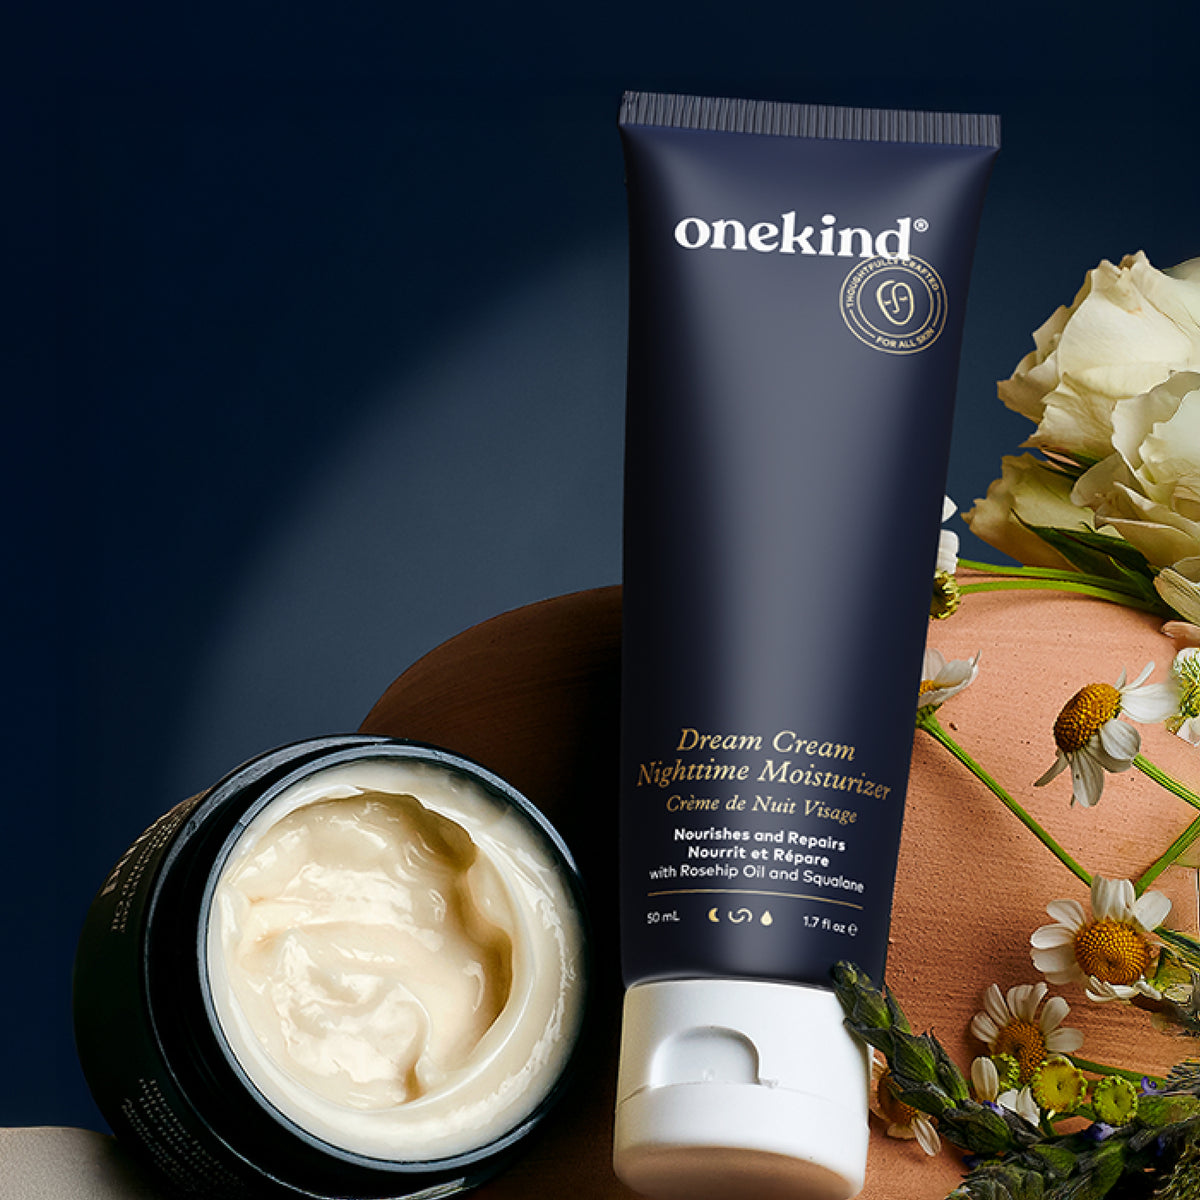 onekind®
THOUGHTFULLY CRAFTED
FOR ALL SKIN
Dream Cream
Nighttime Moisturizer
Crème de Nuit Visage
Nourishes and Repairs
Nourrit et Répare
with Rosehip Oil and Squalane
50 mL 1.7 fl oz ℮